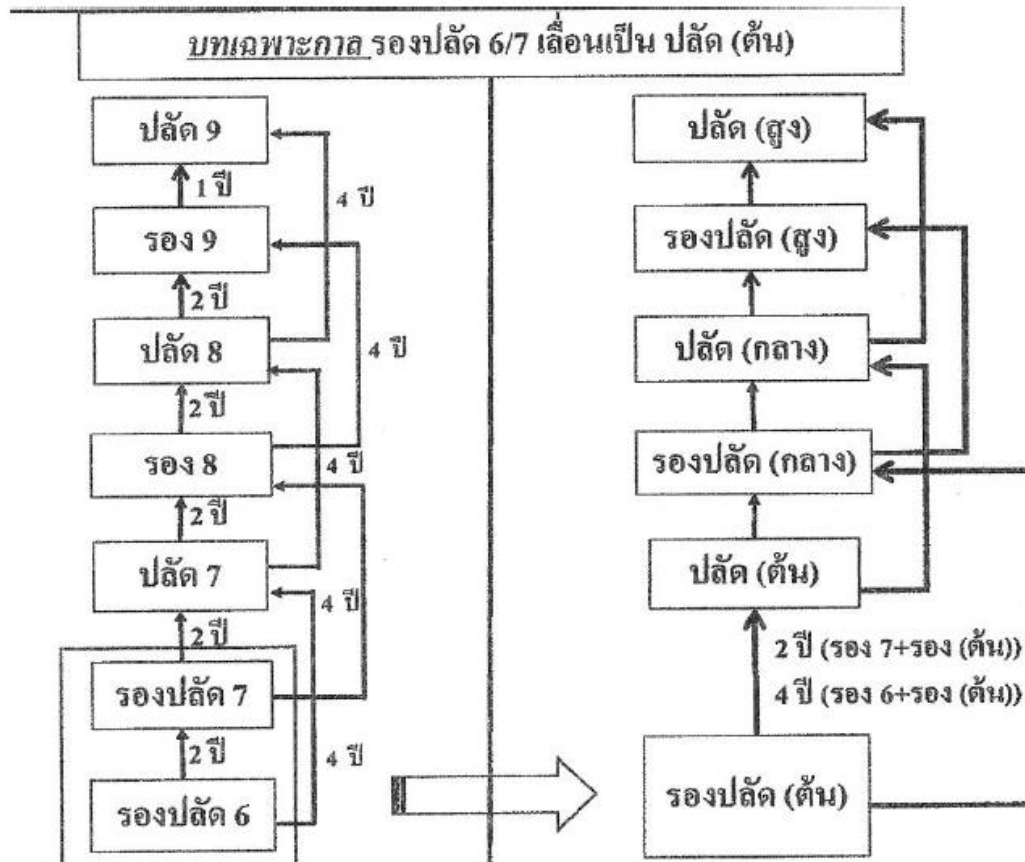 บทเฉพาะกาล รองปลัด 6/7 เลื่อนเป็น ปลัด (ต้น)
ปลัด 9
1 ปี
4 ปี
รอง 9
2 ปี
ปลัด 8
4 ปี
2 ปี
รอง 8
4 ปี
2 ปี
ปลัด 7
4 ปี
2 ปี
รองปลัด 7
2 ปี
4 ปี
รองปลัด 6
ปลัด (สูง)
รองปลัด (สูง)
ปลัด (กลาง)
รองปลัด (กลาง)
ปลัด (ต้น)
2 ปี (รอง 7+รอง (ต้น))
4 ปี (รอง 6+รอง (ต้น))
รองปลัด (ต้น)